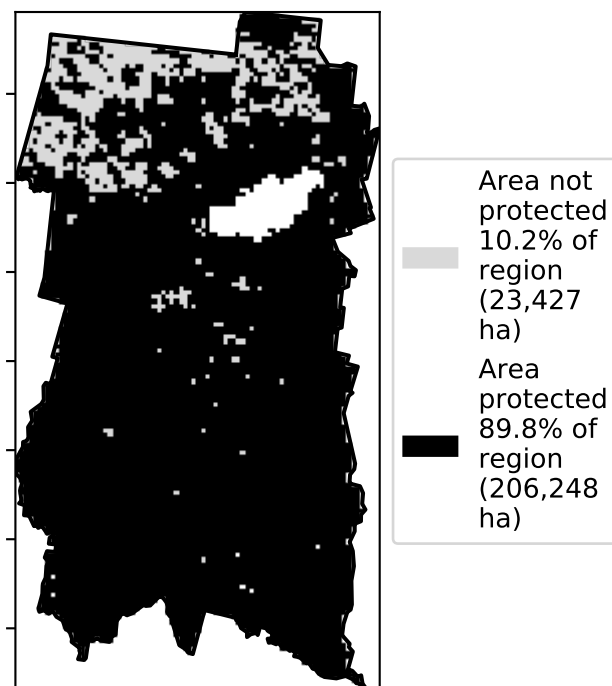 Area not
protected
10.2% of
region
(23,427
ha)
Area
protected
89.8% of
region
(206,248
ha)